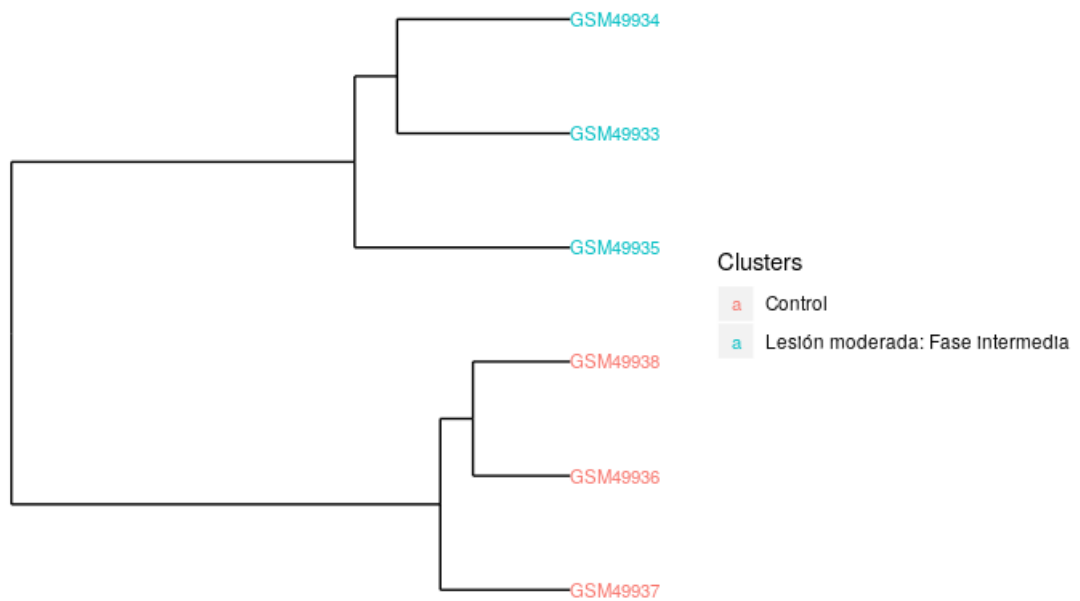 GSM49934
GSM49933
GSM49935
GSM49938
GSM49936
GSM49937
Clusters
a Control
a Lesión moderada: Fase intermedia